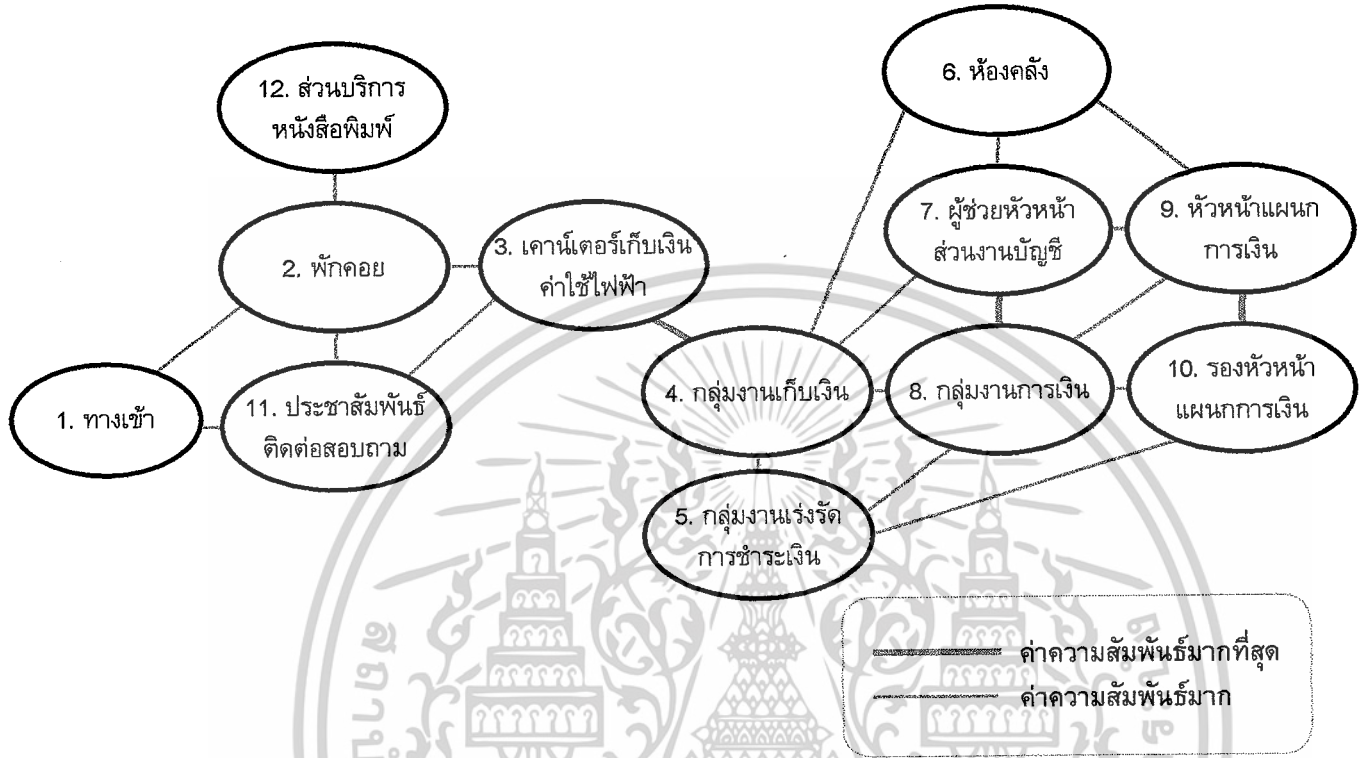 6. ห้องคลัง
12. ส่วนบริการ
หนังสือพิมพ์
7. ผู้ช่วยหัวหน้า
ส่วนงานบัญชี
9. หัวหน้าแผนก
การเงิน
3. เคาน์เตอร์เก็บเงิน
ค่าใช้ไฟฟ้า
2. พักคอย
1. ทางเข้า
11. ประชาสัมพันธ์
ติดต่อสอบถาม
4. กลุ่มงานเก็บเงิน
8. กลุ่มงานการเงิน
10. รองหัวหน้า
แผนกการเงิน
5. กลุ่มงานเร่งรัด
การชำระเงิน
ค่าความสัมพันธ์มากที่สุด
ค่าความสัมพันธ์มาก